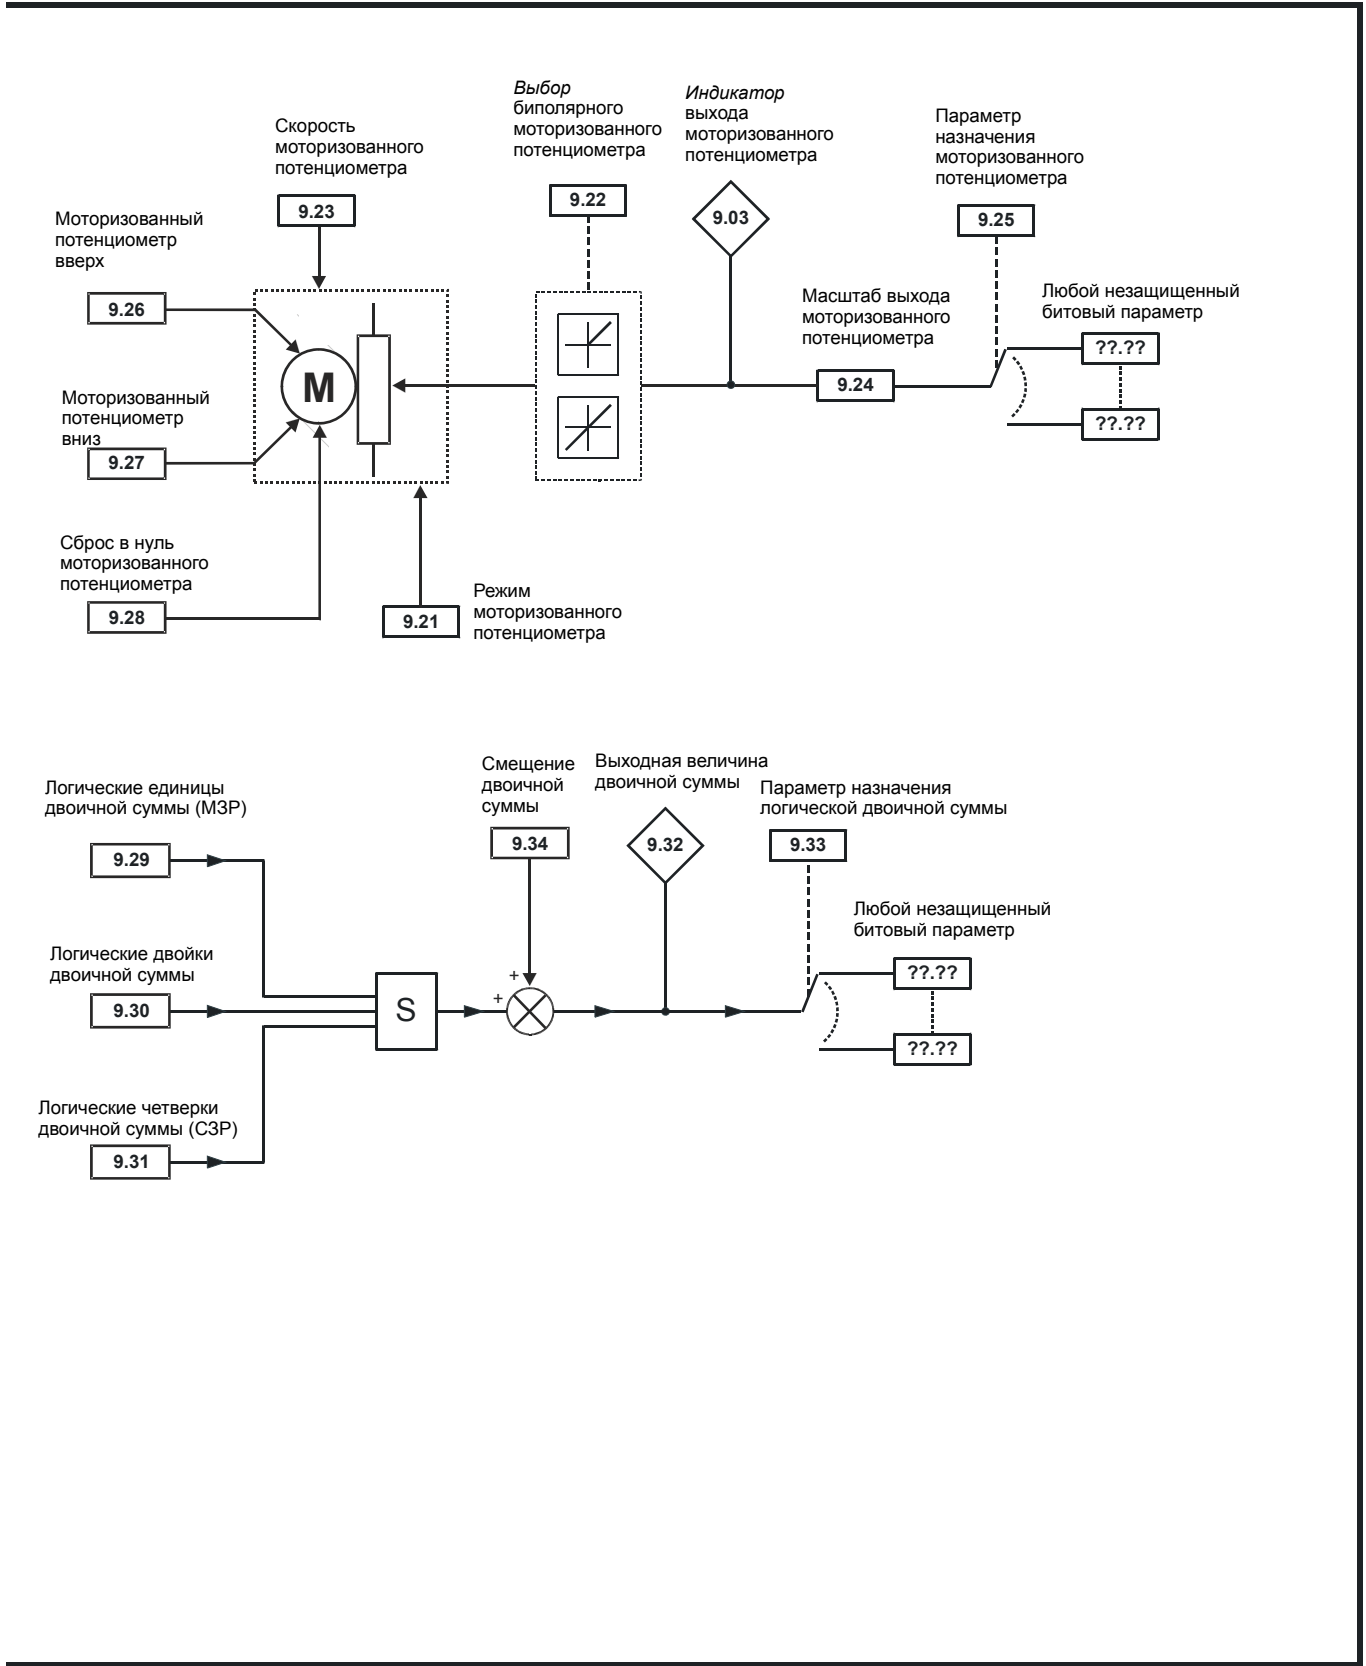 Выбор
биполярного
моторизованного
потенциометра
9.22
Индикатор
выхода
моторизованного
потенциометра
9.03
Параметр
назначения
моторизованного
потенциометра
9.25
Скорость
моторизованного
потенциометра
9.23
Моторизованный
потенциометр
вверх
9.26
Масштаб выхода
моторизованного
потенциометра
9.24
Любой незащищенный
битовый параметр
??.??
??.??
M
Моторизованный
потенциометр
вниз
9.27
Сброс в нуль
моторизованного
потенциометра
9.28
9.21
Режим
моторизованного
потенциометра
Логические единицы
двоичной суммы (МЗР)
9.29
Смещение
двоичной
суммы
9.34
Выходная величина
двоичной суммы
9.32
Параметр назначения
логической двоичной суммы
9.33
Любой незащищенный
битовый параметр
??.??
??.??
Логические двойки
двоичной суммы
9.30
S
+
+
Логические четверки
двоичной суммы (СЗР)
9.31